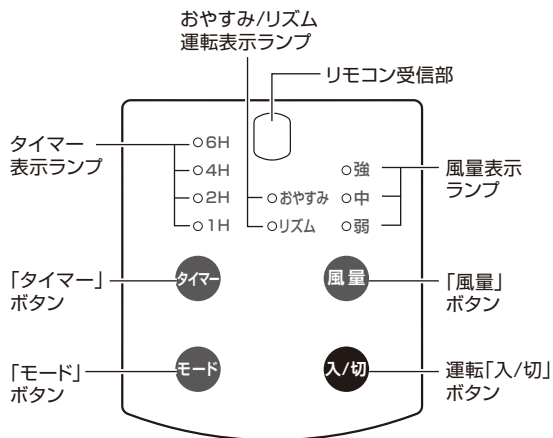 おやすみ/リズム
運転表示ランプ
リモコン受信部
タイマー
表示ランプ
6H
4H
2H
1H
おやすみ
リズム
強
中
弱
風量表示
ランプ
「タイマー」
ボタン
タイマー
風量
「風量」
ボタン
「モード」
ボタン
モード
入/切
運転「入/切」
ボタン